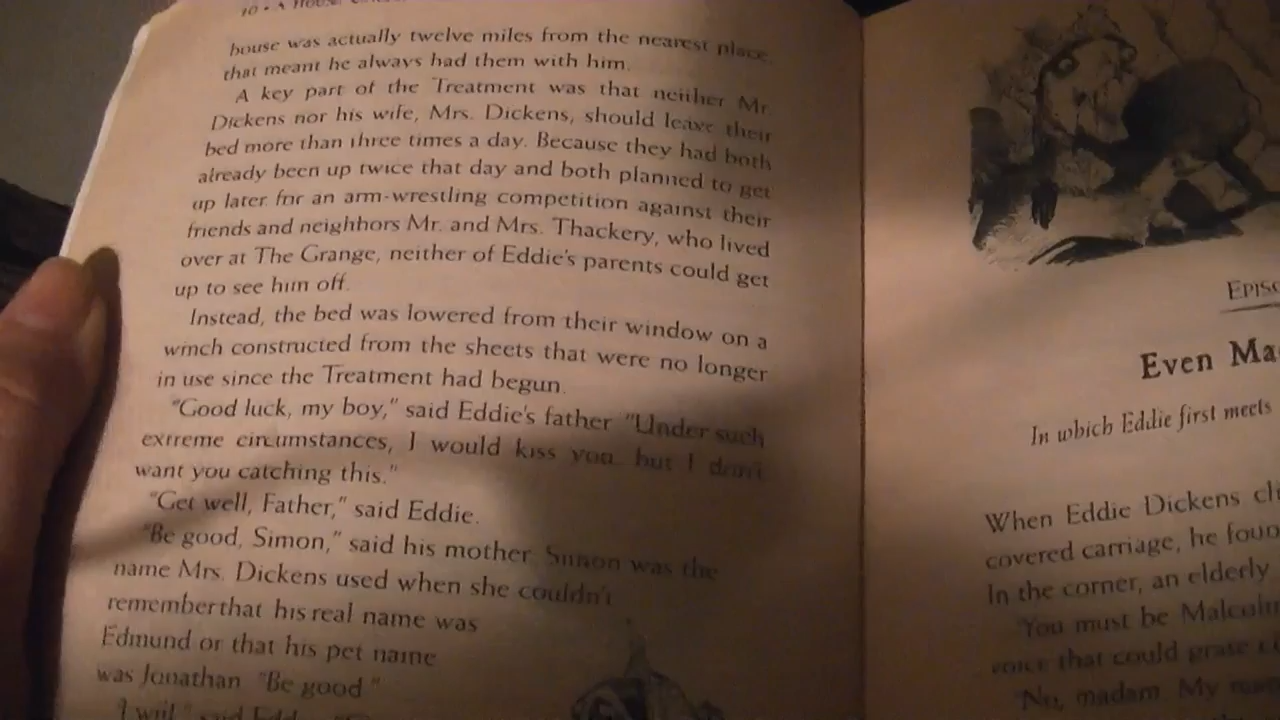 10 • A HOUSE
house was actually twelve miles from the nearest place
that meant he always had them with him.
A key part of the Treatment was that neither Mr
Dickens nor his wife, Mrs. Dickens, should leave their
bed more than three times a day. Because they had both
already been up twice that day and both planned to get
up later for an arm-wrestling competition against their
friends and neighbors Mr. and Mrs. Thackery, who lived
over at The Grange, neither of Eddie's parents could get
up to see him off.
Instead, the bed was lowered from their window on a
winch constructed from the sheets that were no longer
in use since the Treatment had begun.
"Good luck, my boy," said Eddie's father "Under such
extreme circumstances, I would kiss you but I don't
want you catching this."
"Get well, Father," said Eddie.
"Be good, Simon," said his mother. Simon was the
name Mrs. Dickens used when she couldn't
remember that his real name was
Edmund or that his pet name
was Jonathan "Be good"
"I will," said
EPISO
Even Ma
In which Eddie first meets
When Eddie Dickens cli
covered carriage, he foun
In the corner, an elderly
"You must be Malcolm
voice that could grate
"No, madam. My